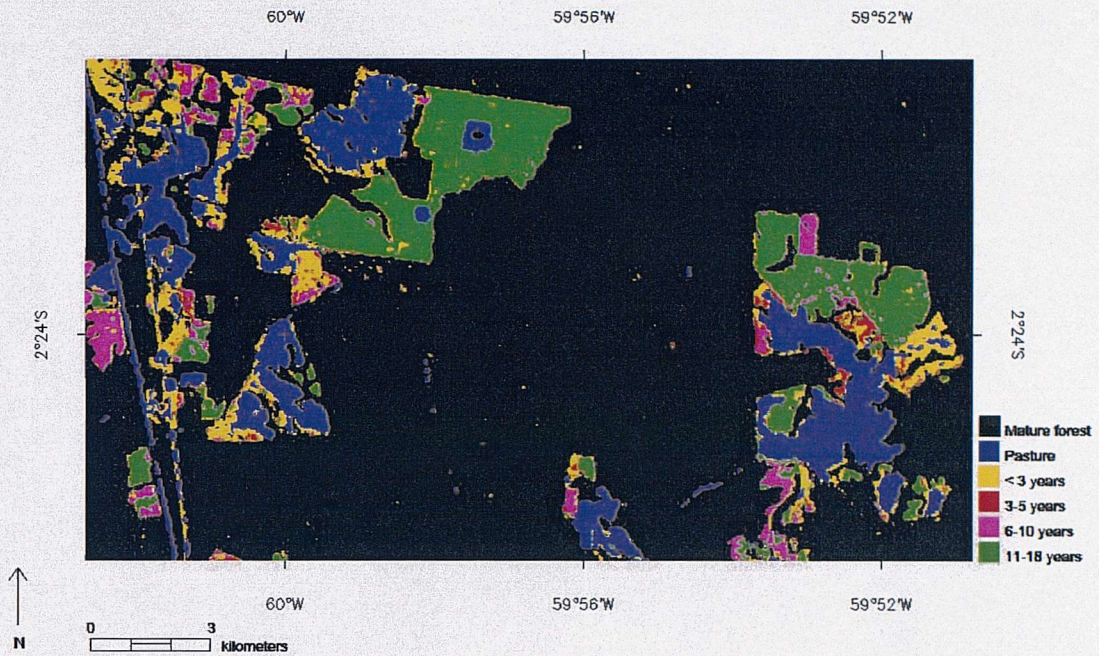 60°W 59°56'W 59°52'W
2°24'S
2°24'S
Mature forest
Pasture
< 3 years
3-5 years
6-10 years
11-18 years
60°W 59°56'W 59°52'W
N
0 3
kilometers